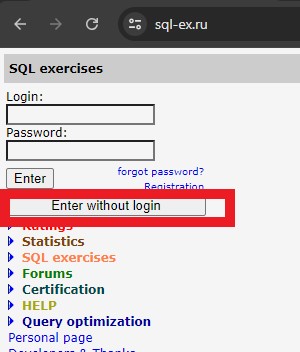 sql-ex.ru
SQL exercises
Login:
Password:
Enter
forgot password?
Registration
Enter without login
Ratings
Statistics
SQL exercises
Forums
Certification
HELP
Query optimization
Personal page
Developers & Thanks